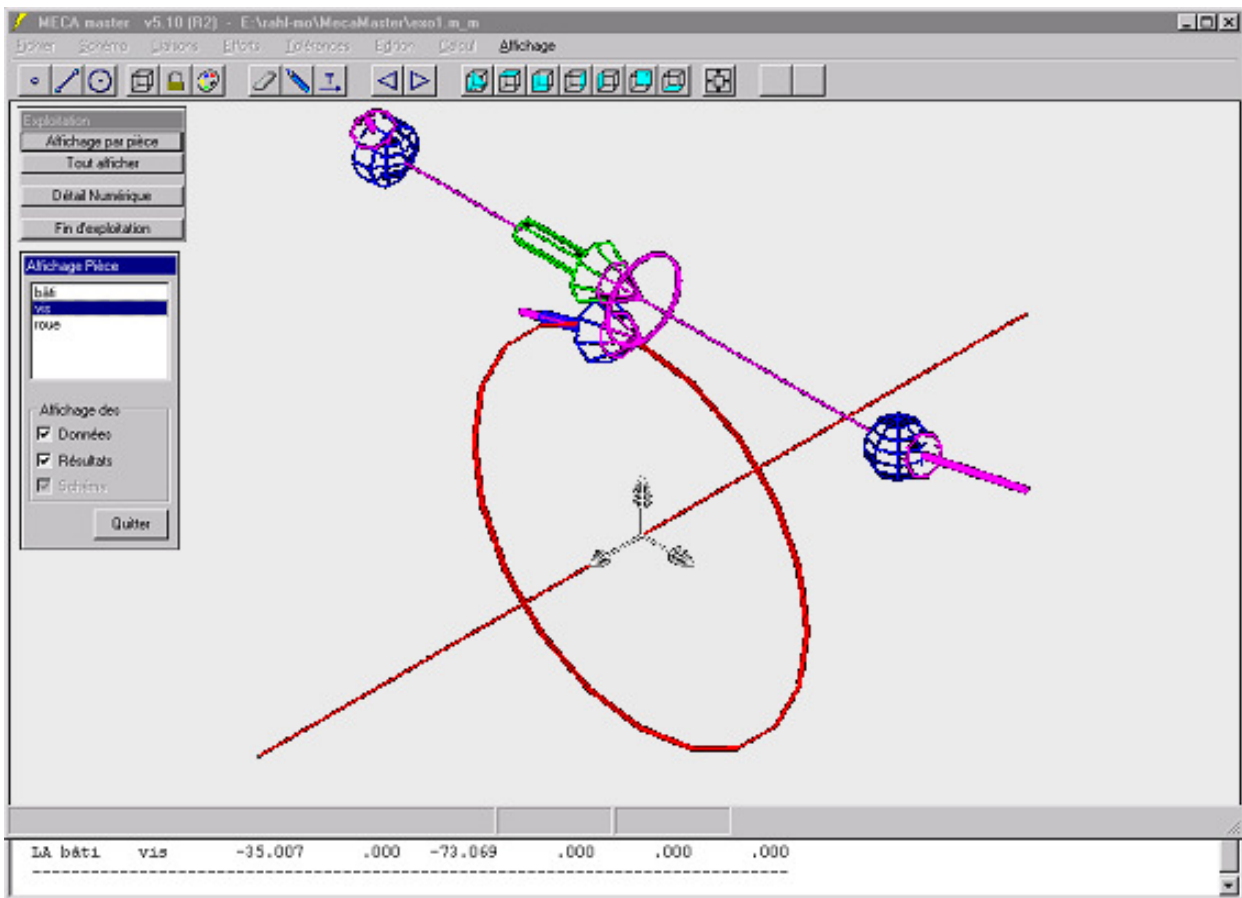 MECA master v5.10 (R2) - E:\rahl-mo\MecaMaster\exo1.m_m
Fichier Schéma Liaisons Efforts Tolérances Edition Calcul Affichage
Exploitation
Affichage par pièce
Tout afficher
Détail Numérique
Fin d'exploitation
Affichage Pièce
bâti
vis
roue
Affichage des
Données
Résultats
Schéma
Quitter
LA bâti vis -35.007 .000 -73.069 .000 .000 .000